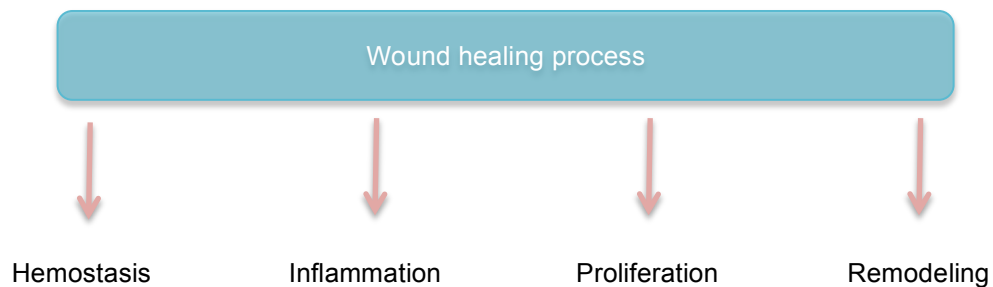 Wound healing process
Hemostasis Inflammation Proliferation Remodeling